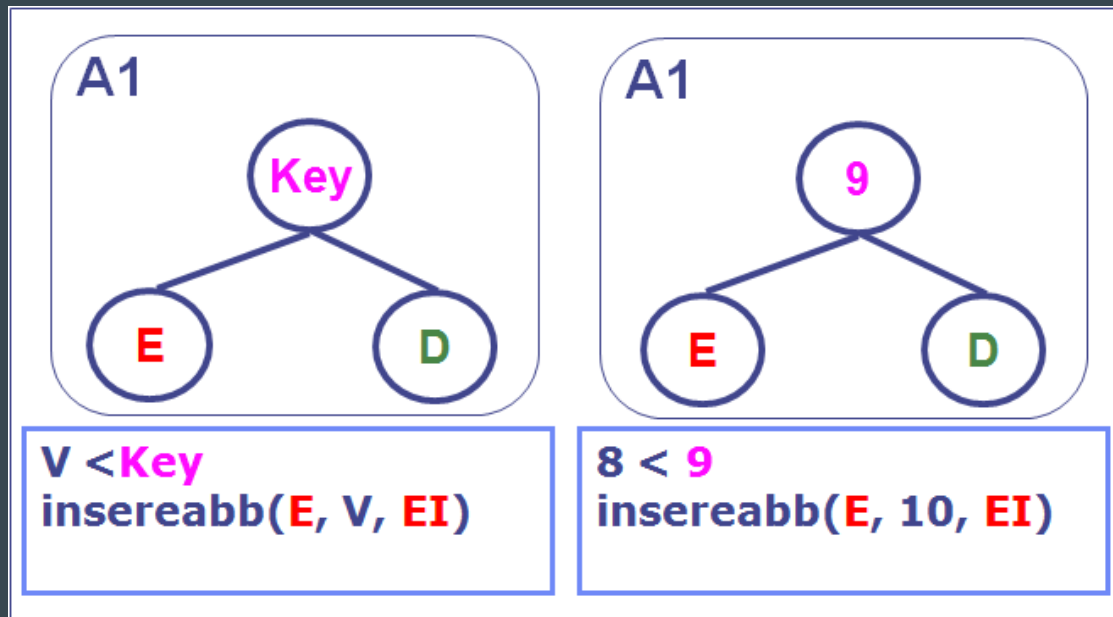 A1
Key
E
D
V <Key
insereabb(E, V, EI)
A1
9
E
D
8 < 9
insereabb(E, 10, EI)